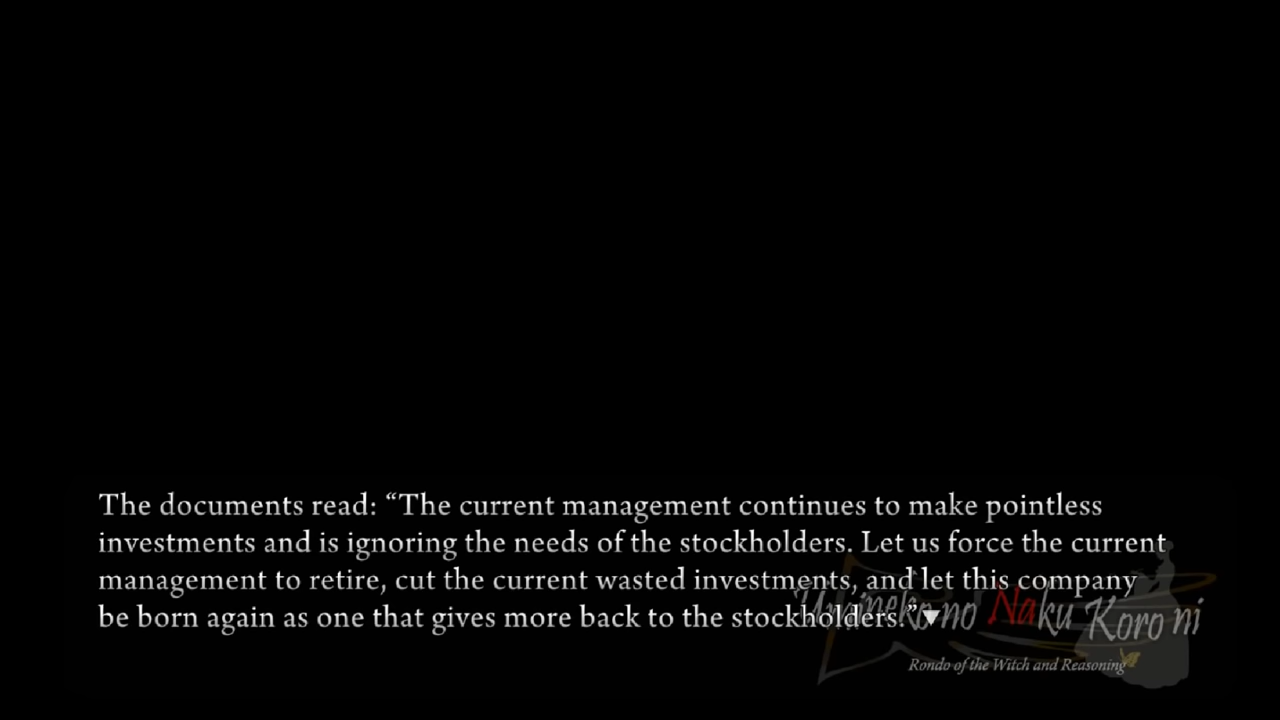 The documents read: “The current management continues to make pointless
investments and is ignoring the needs of the stockholders. Let us force the current
management to retire, cut the current wasted investments, and let this company
be born again as one that gives more back to the stockholders.”
Umineko no Naku Koro ni
Rondo of the Witch and Reasoning